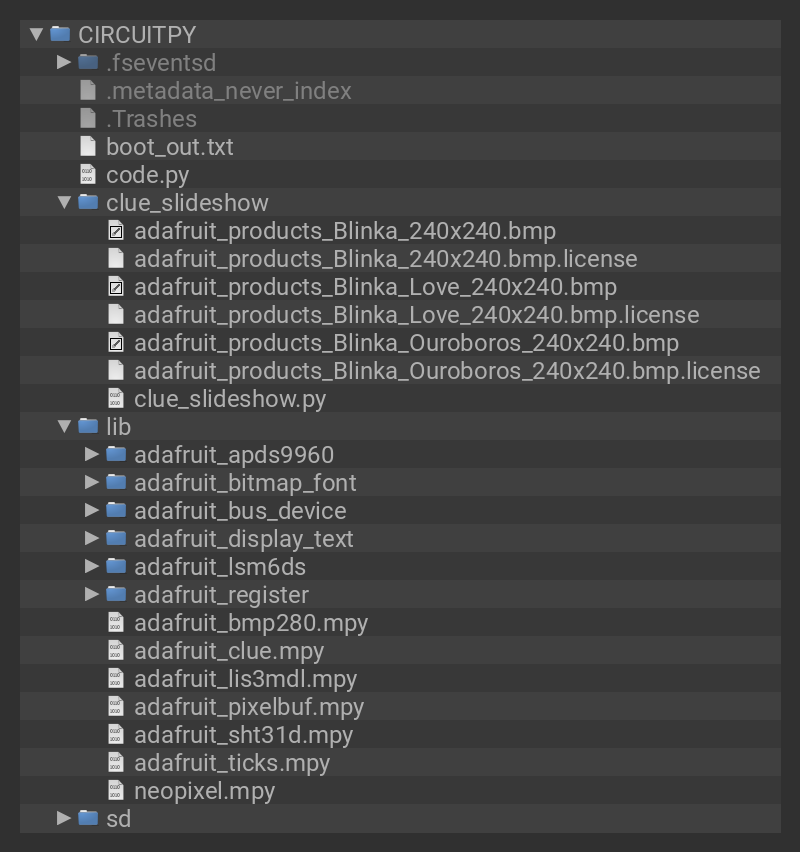 CIRCUITPY
.fseventsd
.metadata_never_index
.Trashes
boot_out.txt
code.py
clue_slideshow
adafruit_products_Blinka_240x240.bmp
adafruit_products_Blinka_240x240.bmp.license
adafruit_products_Blinka_Love_240x240.bmp
adafruit_products_Blinka_Love_240x240.bmp.license
adafruit_products_Blinka_Ouroboros_240x240.bmp
adafruit_products_Blinka_Ouroboros_240x240.bmp.license
clue_slideshow.py
lib
adafruit_apds9960
adafruit_bitmap_font
adafruit_bus_device
adafruit_display_text
adafruit_lsm6ds
adafruit_register
adafruit_bmp280.mpy
adafruit_clue.mpy
adafruit_lis3mdl.mpy
adafruit_pixelbuf.mpy
adafruit_sht31d.mpy
adafruit_ticks.mpy
neopixel.mpy
sd